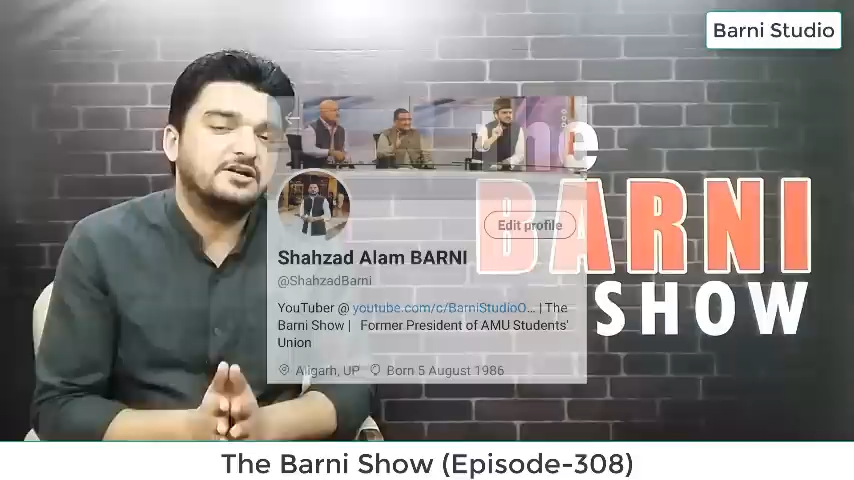 Barni Studio
The
BARNI
SHOW
Edit profile
Shahzad Alam BARNI
@ShahzadBarni
YouTuber @ youtube.com/c/BarniStudioO... | The
Barni Show | Former President of AMU Students'
Union
Aligarh, UP Born 5 August 1986
The Barni Show (Episode-308)